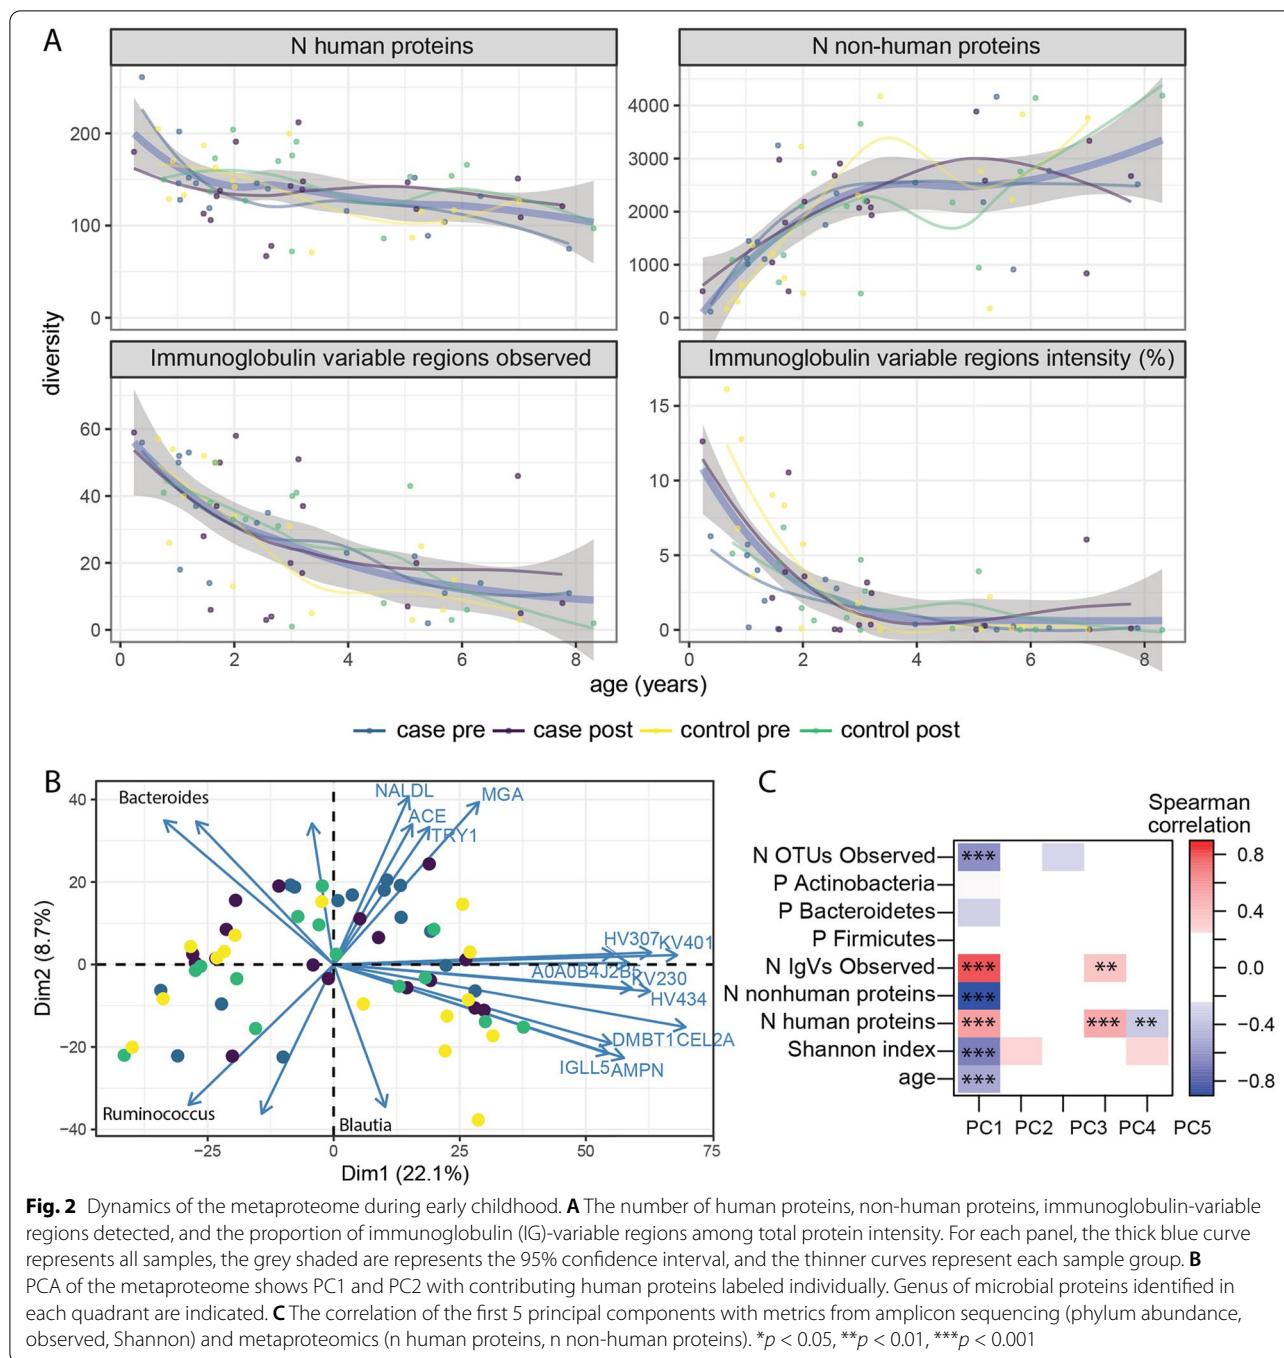 A
N human proteins
N non-human proteins
200
100
0
4000
3000
2000
1000
0
diversity
Immunoglobulin variable regions observed
Immunoglobulin variable regions intensity (%)
60
40
20
0
15
10
5
0
0 2 4 6 8
0 2 4 6 8
age (years)
case pre case post control pre control post
B
Bacteroides
NALDL
MGA
ACE
TRY1
HV307
KV401
A0A0B4J2B5
KV230
HV434
DMBT1
CEL2A
IGLL5
AMPN
Ruminococcus
Blautia
40
20
0
−20
−40
Dim2 (8.7%)
−25 0 25 50 75
Dim1 (22.1%)
C
Spearman
correlation
N OTUs Observed ***
P Actinobacteria
P Bacteroidetes
P Firmicutes
N IgVs Observed *** **
N nonhuman proteins ***
N human proteins *** *** **
Shannon index ***
age ***
PC1 PC2 PC3 PC4 PC5
0.8
0.4
0.0
−0.4
−0.8
Fig. 2 Dynamics of the metaproteome during early childhood. A The number of human proteins, non-human proteins, immunoglobulin-variable
regions detected, and the proportion of immunoglobulin (IG)-variable regions among total protein intensity. For each panel, the thick blue curve
represents all samples, the grey shaded are represents the 95% confidence interval, and the thinner curves represent each sample group. B
PCA of the metaproteome shows PC1 and PC2 with contributing human proteins labeled individually. Genus of microbial proteins identified in
each quadrant are indicated. C The correlation of the first 5 principal components with metrics from amplicon sequencing (phylum abundance,
observed, Shannon) and metaproteomics (n human proteins, n non-human proteins). *p < 0.05, **p < 0.01, ***p < 0.001